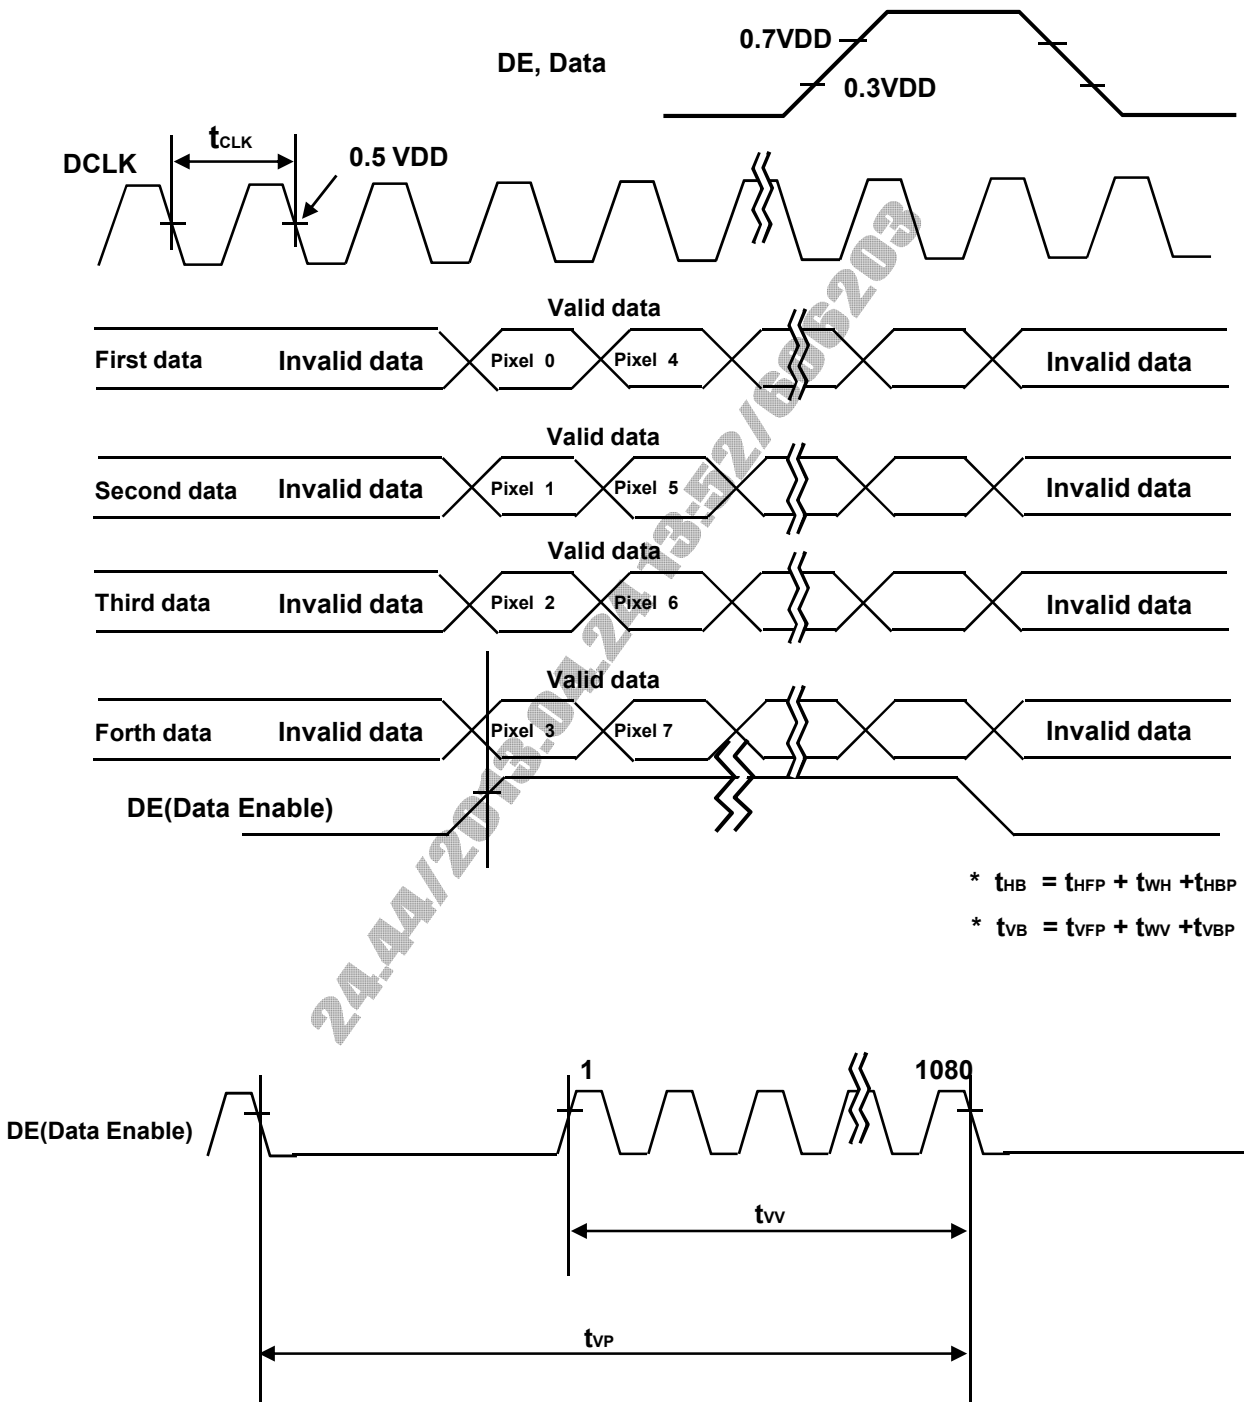 0.7VDD
DE, Data
0.3VDD
tCLK
DCLK
0.5 VDD
Valid data
First data Invalid data Pixel 0 Pixel 4 Invalid data
Valid data
Second data Invalid data Pixel 1 Pixel 5 Invalid data
Valid data
Third data Invalid data Pixel 2 Pixel 6 Invalid data
Valid data
Forth data Invalid data Pixel 3 Pixel 7 Invalid data
DE(Data Enable)
* tHB = tHFP + tWH +tHBP
* tVB = tVFP + tWV +tVBP
1 1080
DE(Data Enable)
tVV
tVP